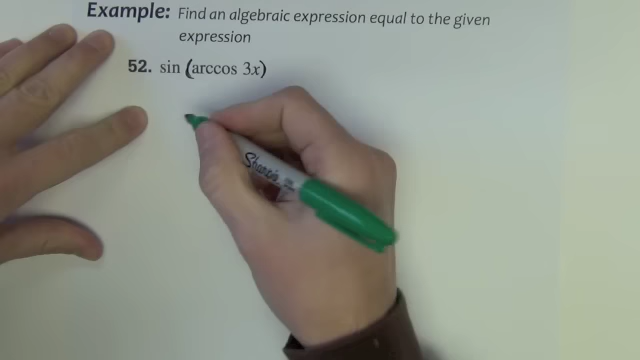 Example: Find an algebraic expression equal to the given
expression
52. sin (arccos 3x)
Sharpie